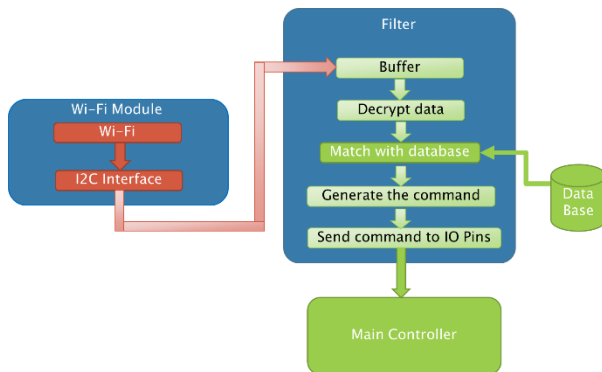 Filter
Buffer
Decrypt data
Match with database
Generate the command
Send command to IO Pins
Wi-Fi Module
Wi-Fi
I2C Interface
Data
Base
Main Controller